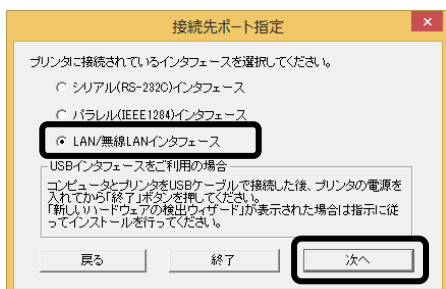 接続先ポート指定
プリンタに接続されているインタフェースを選択してください。
シリアル(RS-232C)インタフェース
パラレル(IEEE1284)インタフェース
LAN/無線LANインタフェース
USBインタフェースをご利用の場合
コンピュータとプリンタをUSBケーブルで接続した後、プリンタの電源を
入れてから「終了」ボタンを押してください。
「新しいハードウェアの検出ウィザード」が表示された場合は指示に従
ってインストールを行ってください。
戻る
終了
次へ